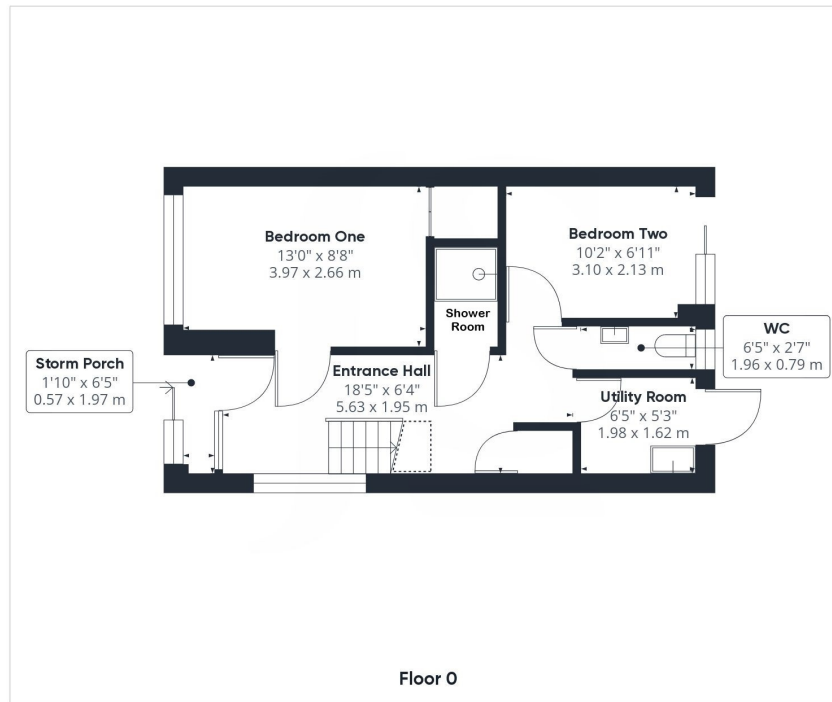 Bedroom One
13'0" x 8'8"
3.97 x 2.66 m
Bedroom Two
10'2" x 6'11"
3.10 x 2.13 m
Shower
Room
WC
6'5" x 2'7"
1.96 x 0.79 m
Storm Porch
1'10" x 6'5"
0.57 x 1.97 m
Entrance Hall
18'5" x 6'4"
5.63 x 1.95 m
Utility Room
6'5" x 5'3"
1.98 x 1.62 m
Floor 0